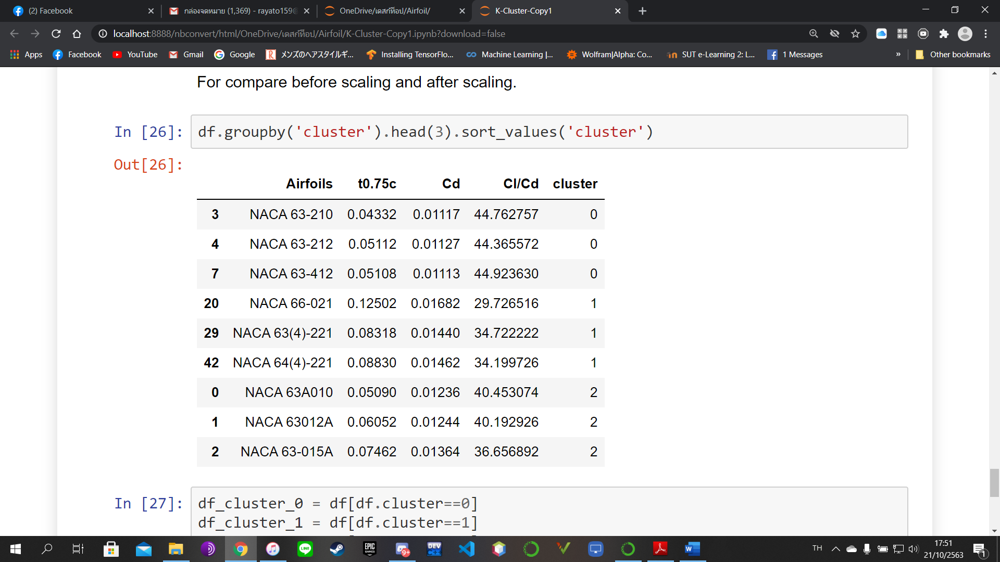 (2) Facebook
กล่องจดหมาย (1,369) - rayato159@
OneDrive/เดสก์ท็อป/Airfoil/
K-Cluster-Copy1
localhost:8888/nbconvert/html/OneDrive/เดสก์ท็อป/Airfoil/K-Cluster-Copy1.ipynb?download=false
Apps
Facebook
YouTube
Gmail
Google
メンズのヘアスタイルギ...
Installing TensorFlo...
Machine Learning |...
Wolfram|Alpha: Co...
SUT e-Learning 2: L...
1 Messages
»
Other bookmarks
For compare before scaling and after scaling.
In [26]: df.groupby('cluster').head(3).sort_values('cluster')
Out[26]:
Airfoils t0.75c Cd Cl/Cd cluster
3 NACA 63-210 0.04332 0.01117 44.762757 0
4 NACA 63-212 0.05112 0.01127 44.365572 0
7 NACA 63-412 0.05108 0.01113 44.923630 0
20 NACA 66-021 0.12502 0.01682 29.726516 1
29 NACA 63(4)-221 0.08318 0.01440 34.722222 1
42 NACA 64(4)-221 0.08830 0.01462 34.199726 1
0 NACA 63A010 0.05090 0.01236 40.453074 2
1 NACA 63012A 0.06052 0.01244 40.192926 2
2 NACA 63-015A 0.07462 0.01364 36.656892 2
In [27]: df_cluster_0 = df[df.cluster==0]
df_cluster_1 = df[df.cluster==1]
LINE
EPIC GAMES
9+
DEV C++
TH
17:51
21/10/2563
1